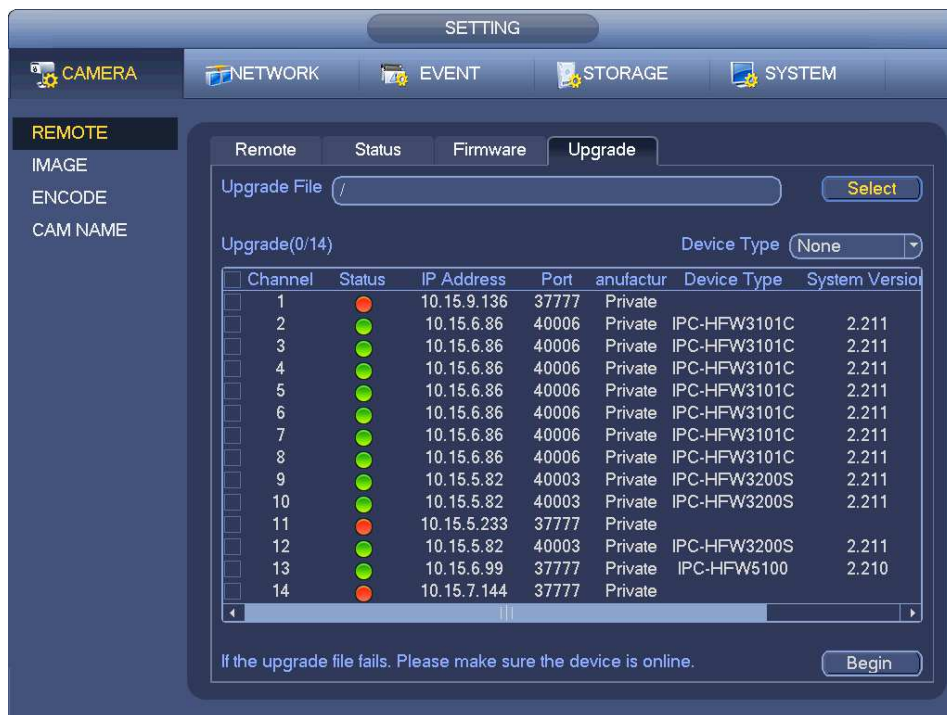 SETTING
CAMERA NETWORK EVENT STORAGE SYSTEM
REMOTE
IMAGE
ENCODE
CAM NAME
Remote Status Firmware Upgrade
Upgrade File / Select
Upgrade(0/14) Device Type None
Channel Status IP Address Port anufactur Device Type System Version
1 10.15.9.136 37777 Private
2 10.15.6.86 40006 Private IPC-HFW3101C 2.211
3 10.15.6.86 40006 Private IPC-HFW3101C 2.211
4 10.15.6.86 40006 Private IPC-HFW3101C 2.211
5 10.15.6.86 40006 Private IPC-HFW3101C 2.211
6 10.15.6.86 40006 Private IPC-HFW3101C 2.211
7 10.15.6.86 40006 Private IPC-HFW3101C 2.211
8 10.15.6.86 40006 Private IPC-HFW3101C 2.211
9 10.15.5.82 40003 Private IPC-HFW3200S 2.211
10 10.15.5.82 40003 Private IPC-HFW3200S 2.211
11 10.15.5.233 37777 Private
12 10.15.5.82 40003 Private IPC-HFW3200S 2.211
13 10.15.6.99 37777 Private IPC-HFW5100 2.210
14 10.15.7.144 37777 Private
If the upgrade file fails. Please make sure the device is online. Begin